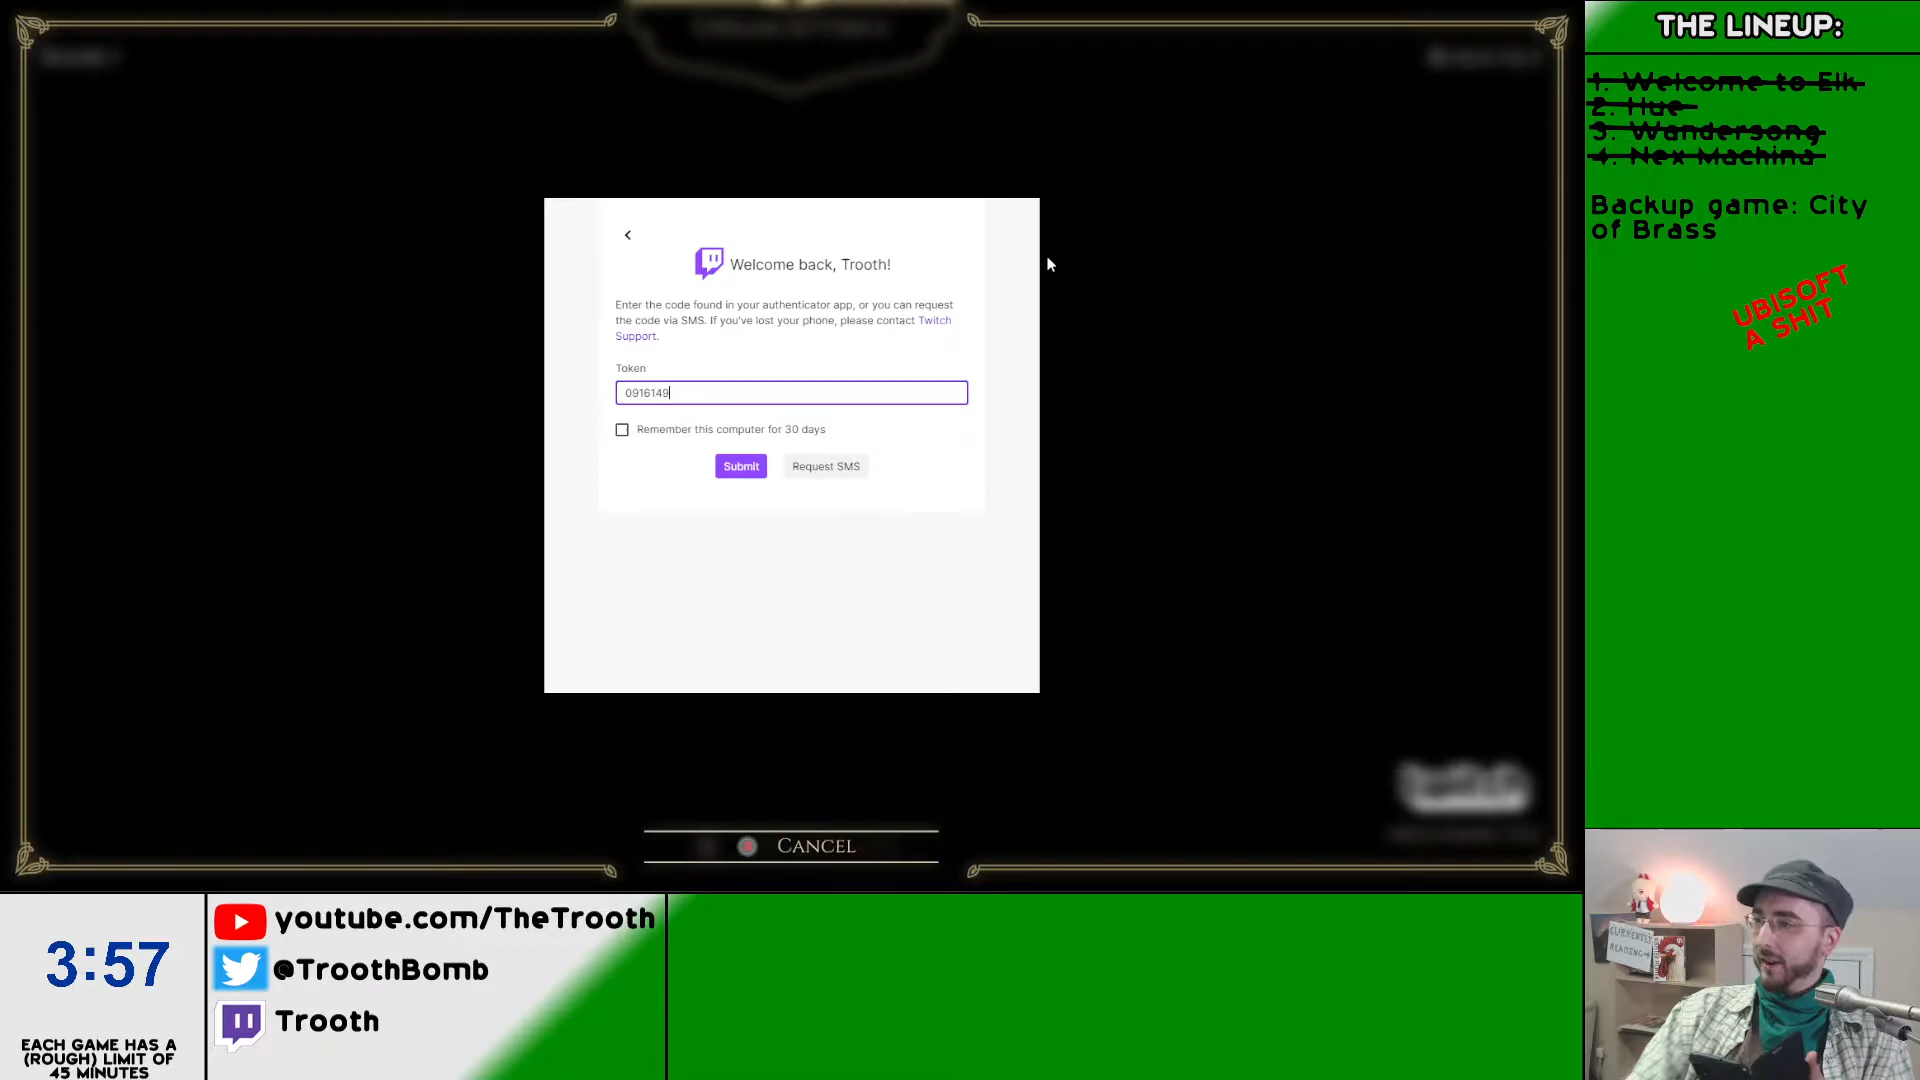 THE LINEUP:
1. Welcome to Elk
2. Hue
3. Wandersong
4. Nex Machina
Backup game: City
of Brass
UBISOFT
A SHIT
Welcome back, Trooth!
Enter the code found in your authenticator app, or you can request
the code via SMS. If you've lost your phone, please contact Twitch
Support.
Token
0916149
Remember this computer for 30 days
Submit
Request SMS
CANCEL
3:57
EACH GAME HAS A
(ROUGH) LIMIT OF
45 MINUTES
youtube.com/TheTrooth
@TroothBomb
Trooth
CURRENTLY
READING